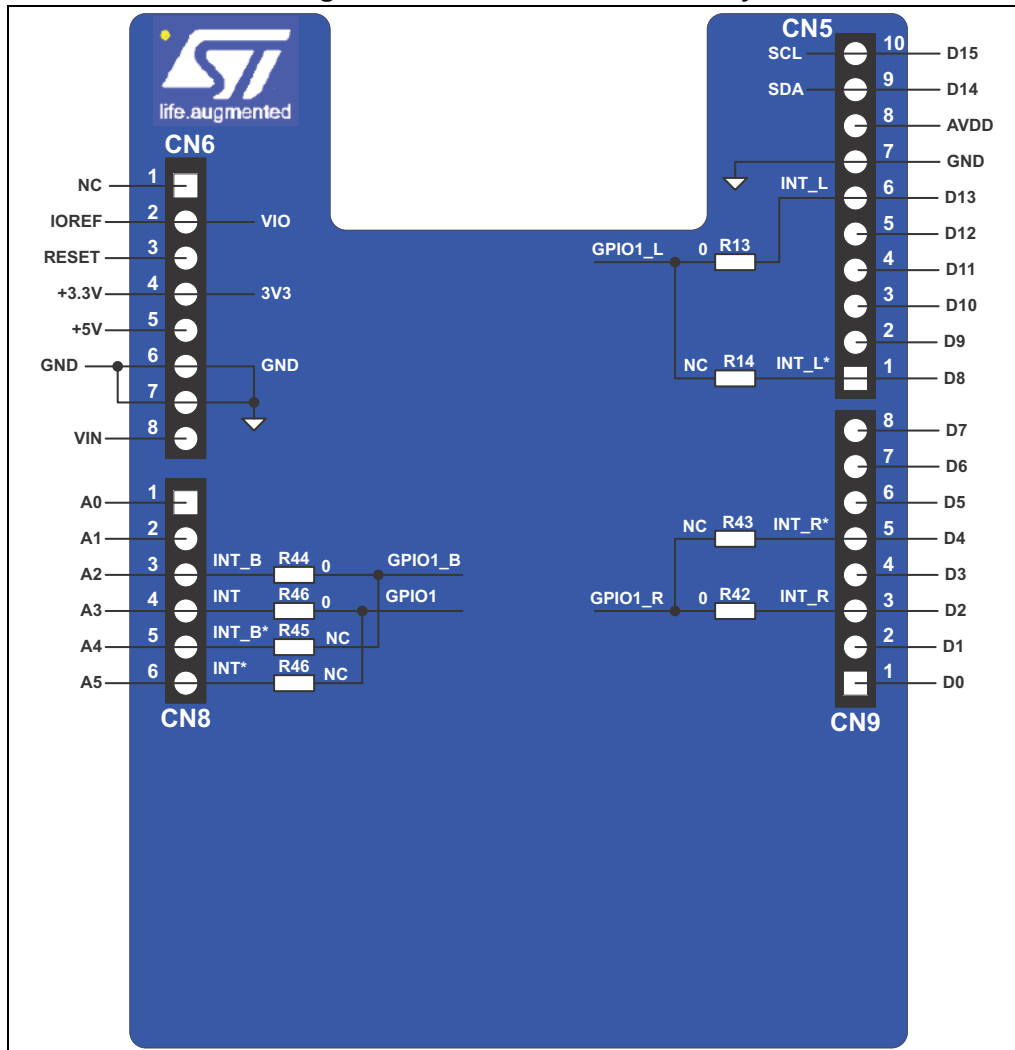 life.augmented
CN6
NC 1
IOREF 2 VIO
RESET 3
+3.3V 4 3V3
+5V 5
GND 6 GND
7
VIN 8
A0 1
A1 2
A2 3 INT_B R44 0 GPIO1_B
A3 4 INT R46 0 GPIO1
A4 5 INT_B* R45 NC
A5 6 INT* R46 NC
CN8
CN5
SCL 10 D15
SDA 9 D14
8 AVDD
7 GND
INT_L 6 D13
5 D12
GPIO1_L 0 R13
4 D11
3 D10
2 D9
NC R14 INT_L* 1 D8
8 D7
7 D6
6 D5
NC R43 INT_R* 5 D4
4 D3
GPIO1_R 0 R42 INT_R 3 D2
2 D1
1 D0
CN9